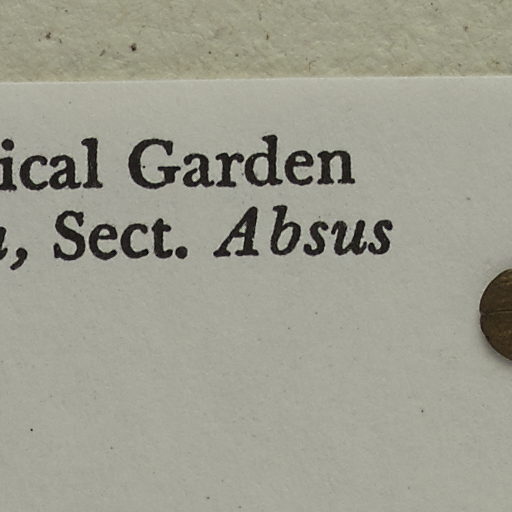 ical Garden
, Sect. Absus